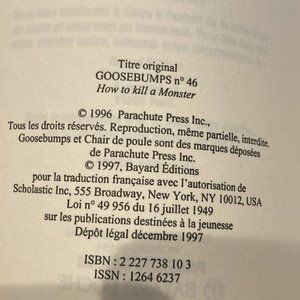 Titre original
GOOSEBUMPS n° 46
How to kill a Monster
© 1996 Parachute Press Inc.,
Tous les droits réservés. Reproduction, même partielle, interdite.
Goosebumps et Chair de poule sont des marques déposées
de Parachute Press Inc.
© 1997, Bayard Éditions
pour la traduction française avec l'autorisation de
Scholastic Inc, 555 Broadway, New York, NY 10012, USA
Loi n° 49 956 du 16 juillet 1949
sur les publications destinées à la jeunesse
Dépôt légal décembre 1997
ISBN : 2 227 738 10 3
ISSN : 1264 6237